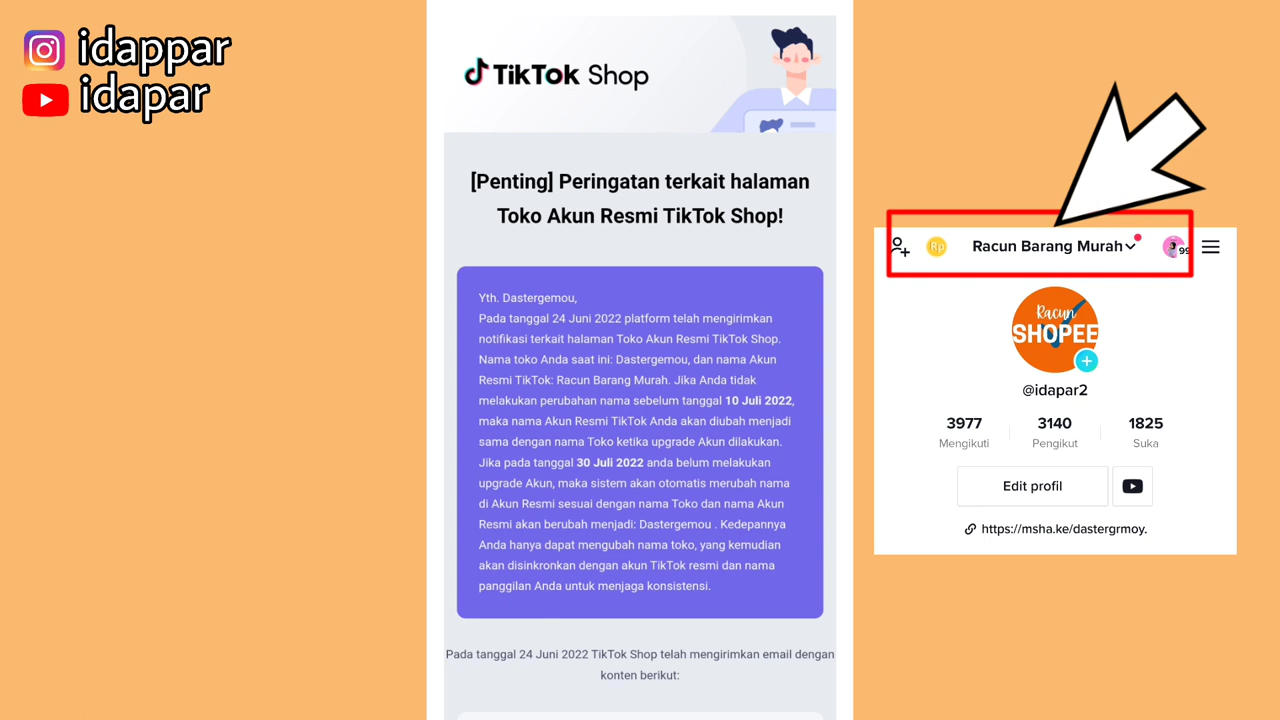 idappar
idapar
TikTok Shop
[Penting] Peringatan terkait halaman
Toko Akun Resmi TikTok Shop!
Yth. Dastergemou,
Pada tanggal 24 Juni 2022 platform telah mengirimkan
notifikasi terkait halaman Toko Akun Resmi TikTok Shop.
Nama toko Anda saat ini: Dastergemou, dan nama Akun
Resmi TikTok: Racun Barang Murah. Jika Anda tidak
melakukan perubahan nama sebelum tanggal 10 Juli 2022,
maka nama Akun Resmi TikTok Anda akan diubah menjadi
sama dengan nama Toko ketika upgrade Akun dilakukan.
Jika pada tanggal 30 Juli 2022 anda belum melakukan
upgrade Akun, maka sistem akan otomatis merubah nama
di Akun Resmi sesuai dengan nama Toko dan nama Akun
Resmi akan berubah menjadi: Dastergemou . Kedepannya
Anda hanya dapat mengubah nama toko, yang kemudian
akan disinkronkan dengan akun TikTok resmi dan nama
panggilan Anda untuk menjaga konsistensi.
Pada tanggal 24 Juni 2022 TikTok Shop telah mengirimkan email dengan
konten berikut:
Rp Racun Barang Murah 99
Racun
SHOPEE
@idapar2
3977 3140 1825
Mengikuti Pengikut Suka
Edit profil
https://msha.ke/dastergrmoy.